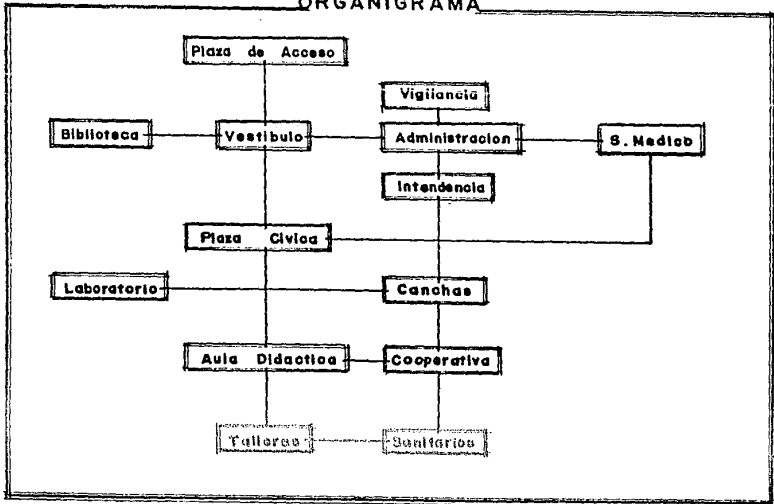 ORGANIGRAMA
Plaza de Acceso
Vigilancia
Biblioteca
Vestibulo
Administracion
S. Medico
Intendencia
Plaza Civica
Laboratorio
Canchas
Aula Didactica
Cooperativa
Talleres
Sanitarios